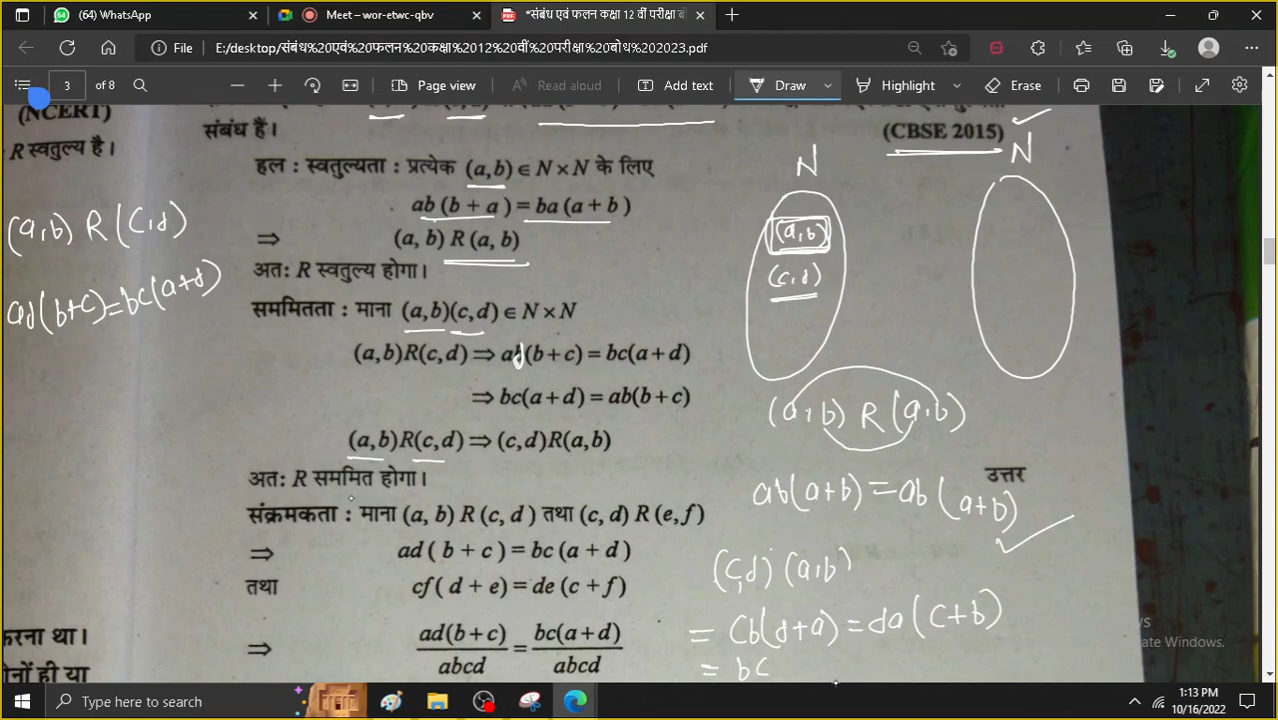 (64) WhatsApp
Meet – wor-etwc-qbv
*संबंध एवं फलन कक्षा 12 वीं परीक्षा बो
File
E:/desktop/संबंध%20एवं%20फलन%20कक्षा%2012वीं%20परीक्षा%20बोध%202023.pdf
3 of 8
Page view
Read aloud
Add text
Draw
Highlight
Erase
(NCERT)
R स्वतुल्य है।
संबंध हैं।
(CBSE 2015)
हल : स्वतुल्यता : प्रत्येक (a,b) ∈ N × N के लिए
ab (b + a) = ba (a + b)
⇒ (a, b) R (a, b)
अतः R स्वतुल्य होगा।
सममितता : माना (a,b)(c,d) ∈ N × N
(a,b)R(c,d) ⇒ ad(b+c) = bc(a+d)
⇒ bc(a+d) = ab(b+c)
(a,b)R(c,d) ⇒ (c,d)R(a,b)
अतः R सममित होगा।
संक्रमकता : माना (a, b) R (c, d ) तथा (c, d) R (e,f)
⇒ ad ( b + c) = bc (a + d )
तथा cf( d + e) = de (c + f)
⇒ ad(b+c)/abcd = bc(a+d)/abcd
(a,b) R (c,d)
ad(b+c)=bc(a+d)
करना था।
नों ही या
N N
(a,b)
(c,d)
(a,b) R (a,b)
उत्तर
ab(a+b) = ab (a+b)
(c,d) (a,b)
= Cb(d+a) = da(c+b)
= bc
Windows.
Type here to search
1:13 PM
10/16/2022